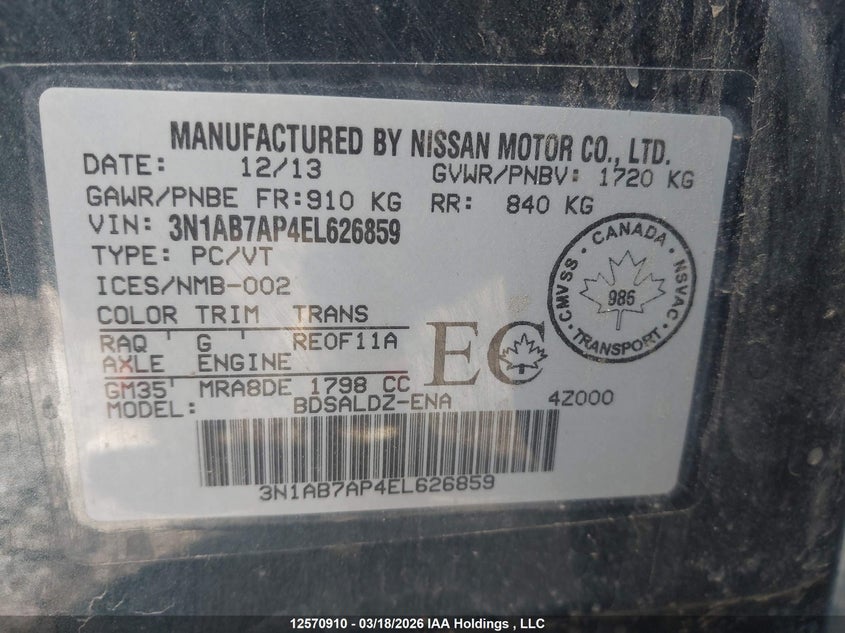 MANUFACTURED BY NISSAN MOTOR CO., LTD.
DATE: 12/13 GVWR/PNBV: 1720 KG
GAWR/PNBE FR: 910 KG RR: 840 KG
VIN: 3N1AB7AP4EL626859
TYPE: PC/VT
ICES/NMB-002
COLOR TRIM TRANS
RAQ ' G ' RE0F11A
AXLE ENGINE
GM35' MRA8DE 1798 CC
MODEL: BDSALDZ-ENA 4Z000
EC
CANADA
CMVSS · NSVAC
986
TRANSPORT
3N1AB7AP4EL626859
12570910 - 03/18/2026 IAA Holdings , LLC